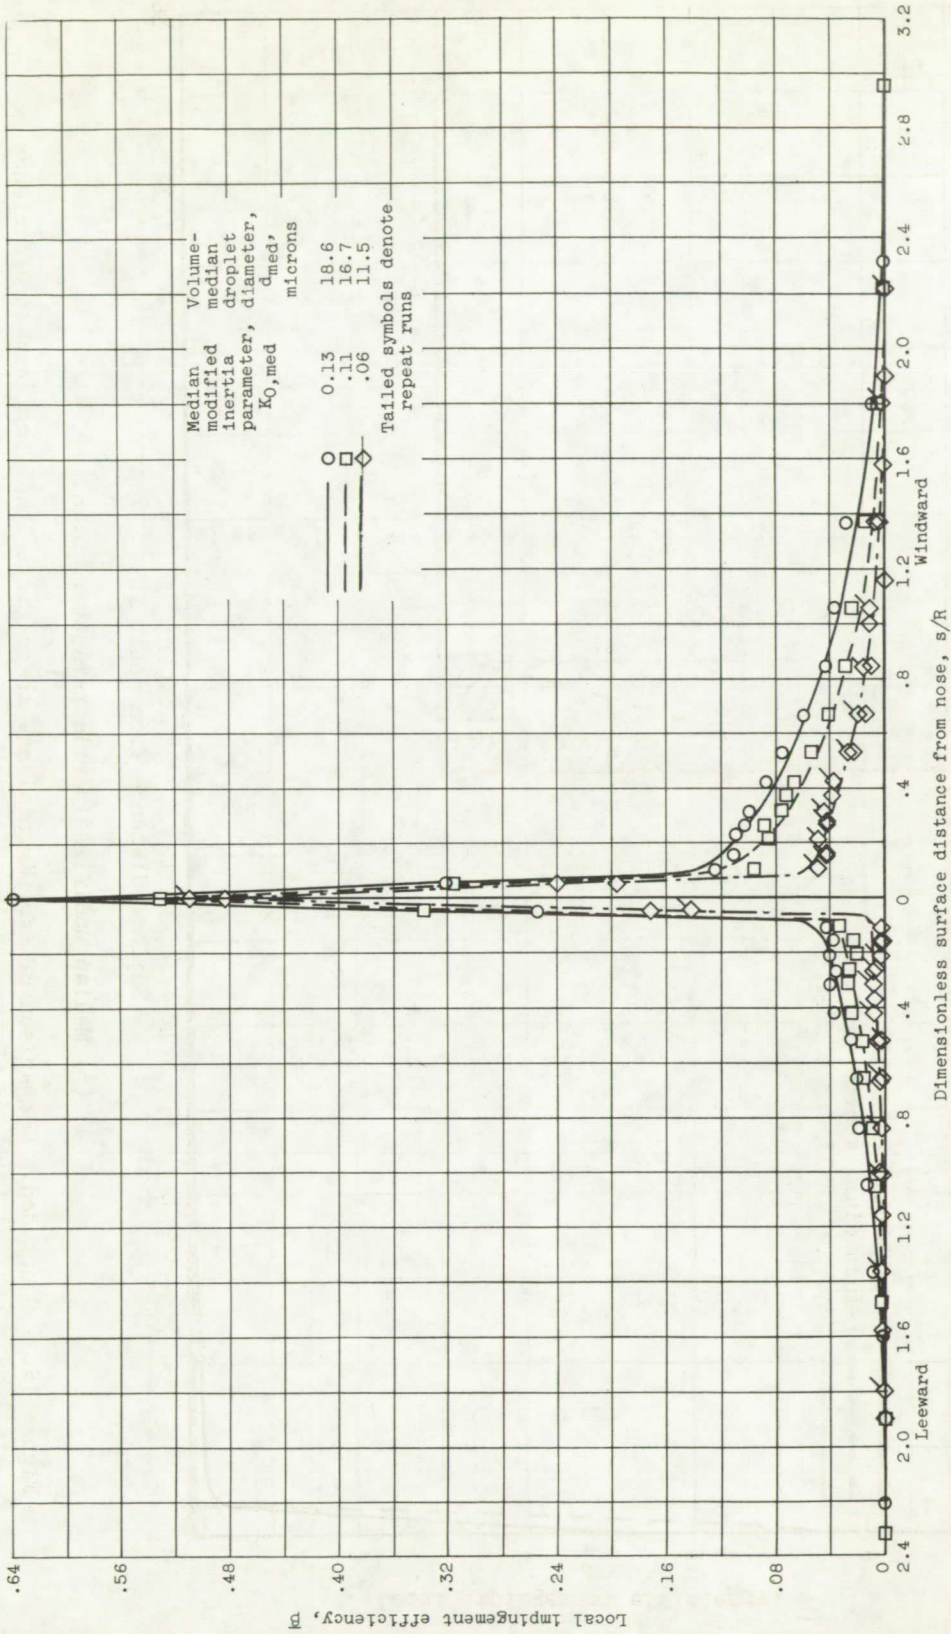 Local impingement efficiency, β̄
.64
.56
.48
.40
.32
.24
.16
.08
0
Median modified inertia parameter, K0,med
Volume-median droplet diameter, dmed, microns
0.13 18.6
.11 16.7
.06 11.5
Tailed symbols denote
repeat runs
2.4 2.0 1.6 1.2 .8 .4 0 .4 .8 1.2 1.6 2.0 2.4 2.8 3.2
Leeward Windward
Dimensionless surface distance from nose, s/R